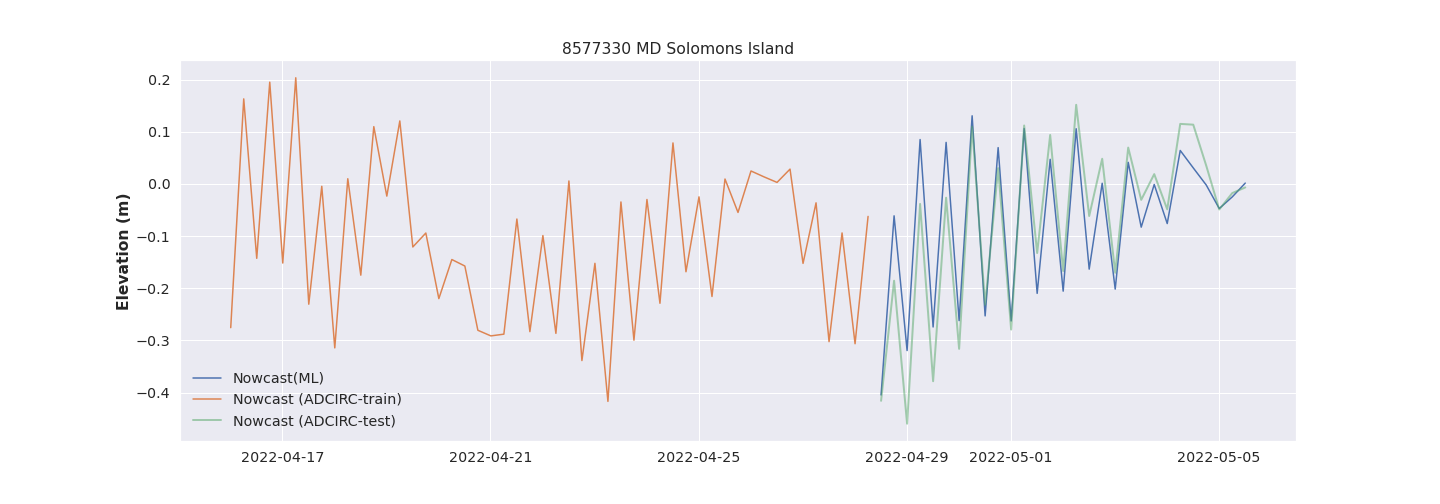 8577330 MD Solomons Island
Elevation (m)
0.2
0.1
0.0
−0.1
−0.2
−0.3
−0.4
Nowcast(ML)
Nowcast (ADCIRC-train)
Nowcast (ADCIRC-test)
2022-04-17 2022-04-21 2022-04-25 2022-04-29 2022-05-01 2022-05-05